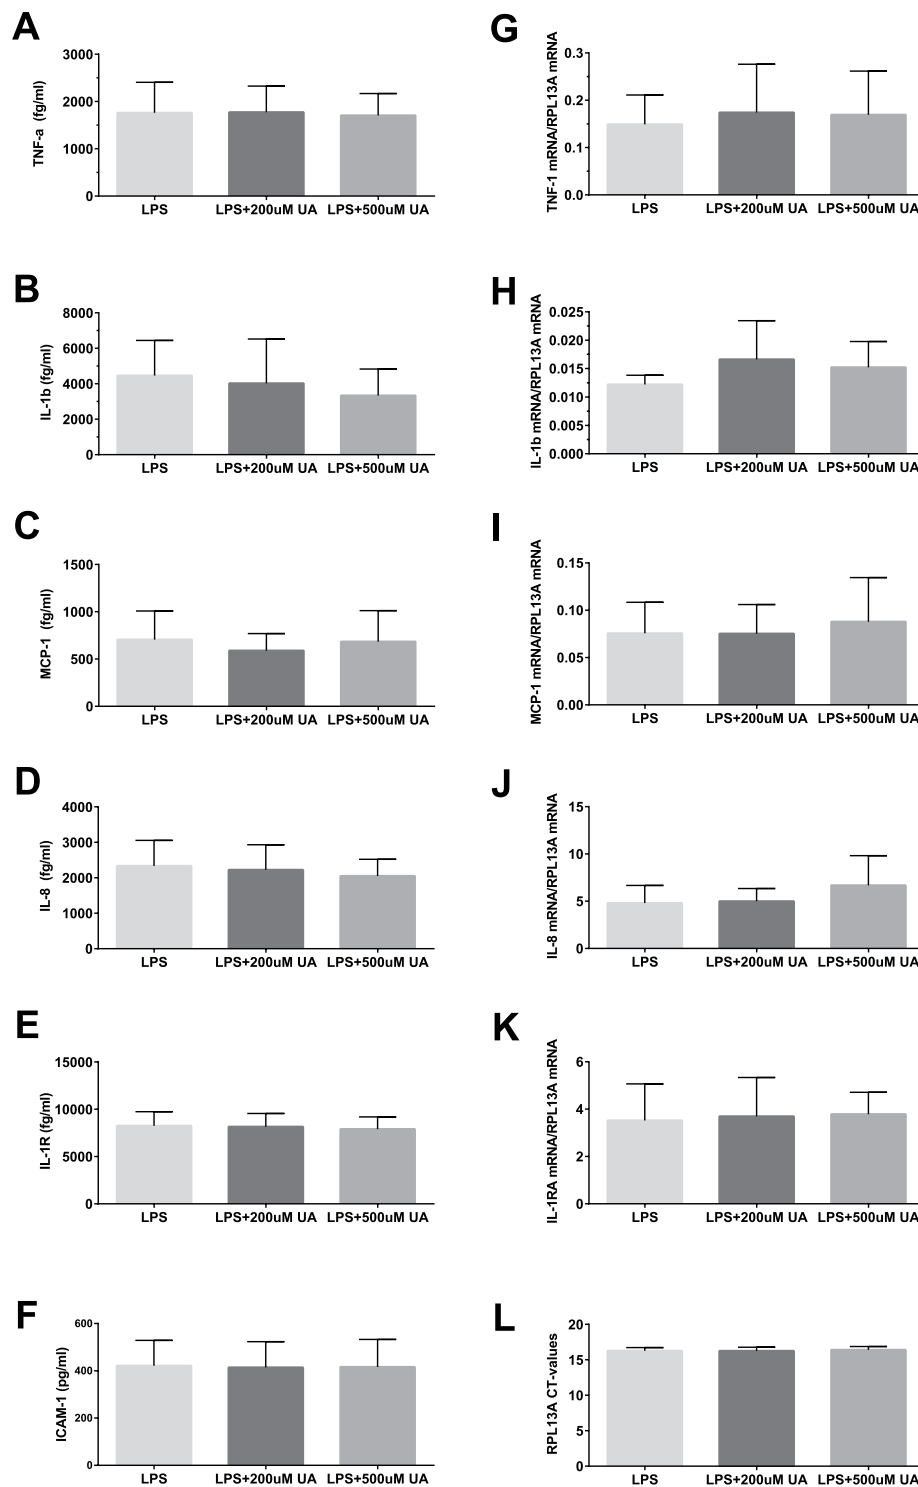 A
TNF-a (fg/ml)
3000
2000
1000
0
LPS
LPS+200uM UA
LPS+500uM UA
G
TNF-1 mRNA/RPL13A mRNA
0.3
0.2
0.1
0.0
LPS
LPS+200uM UA
LPS+500uM UA
B
IL-1b (fg/ml)
8000
6000
4000
2000
0
LPS
LPS+200uM UA
LPS+500uM UA
H
IL-1b mRNA/RPL13A mRNA
0.025
0.020
0.015
0.010
0.005
0.000
LPS
LPS+200uM UA
LPS+500uM UA
C
MCP-1 (fg/ml)
1500
1000
500
0
LPS
LPS+200uM UA
LPS+500uM UA
I
MCP-1 mRNA/RPL13A mRNA
0.15
0.10
0.05
0.00
LPS
LPS+200uM UA
LPS+500uM UA
D
IL-8 (fg/ml)
4000
3000
2000
1000
0
LPS
LPS+200uM UA
LPS+500uM UA
J
IL-8 mRNA/RPL13A mRNA
15
10
5
0
LPS
LPS+200uM UA
LPS+500uM UA
E
IL-1R (fg/ml)
15000
10000
5000
0
LPS
LPS+200uM UA
LPS+500uM UA
K
IL-1RA mRNA/RPL13A mRNA
6
4
2
0
LPS
LPS+200uM UA
LPS+500uM UA
F
ICAM-1 (pg/ml)
600
400
200
0
LPS
LPS+200uM UA
LPS+500uM UA
L
RPL13A CT-values
20
15
10
5
0
LPS
LPS+200uM UA
LPS+500uM UA